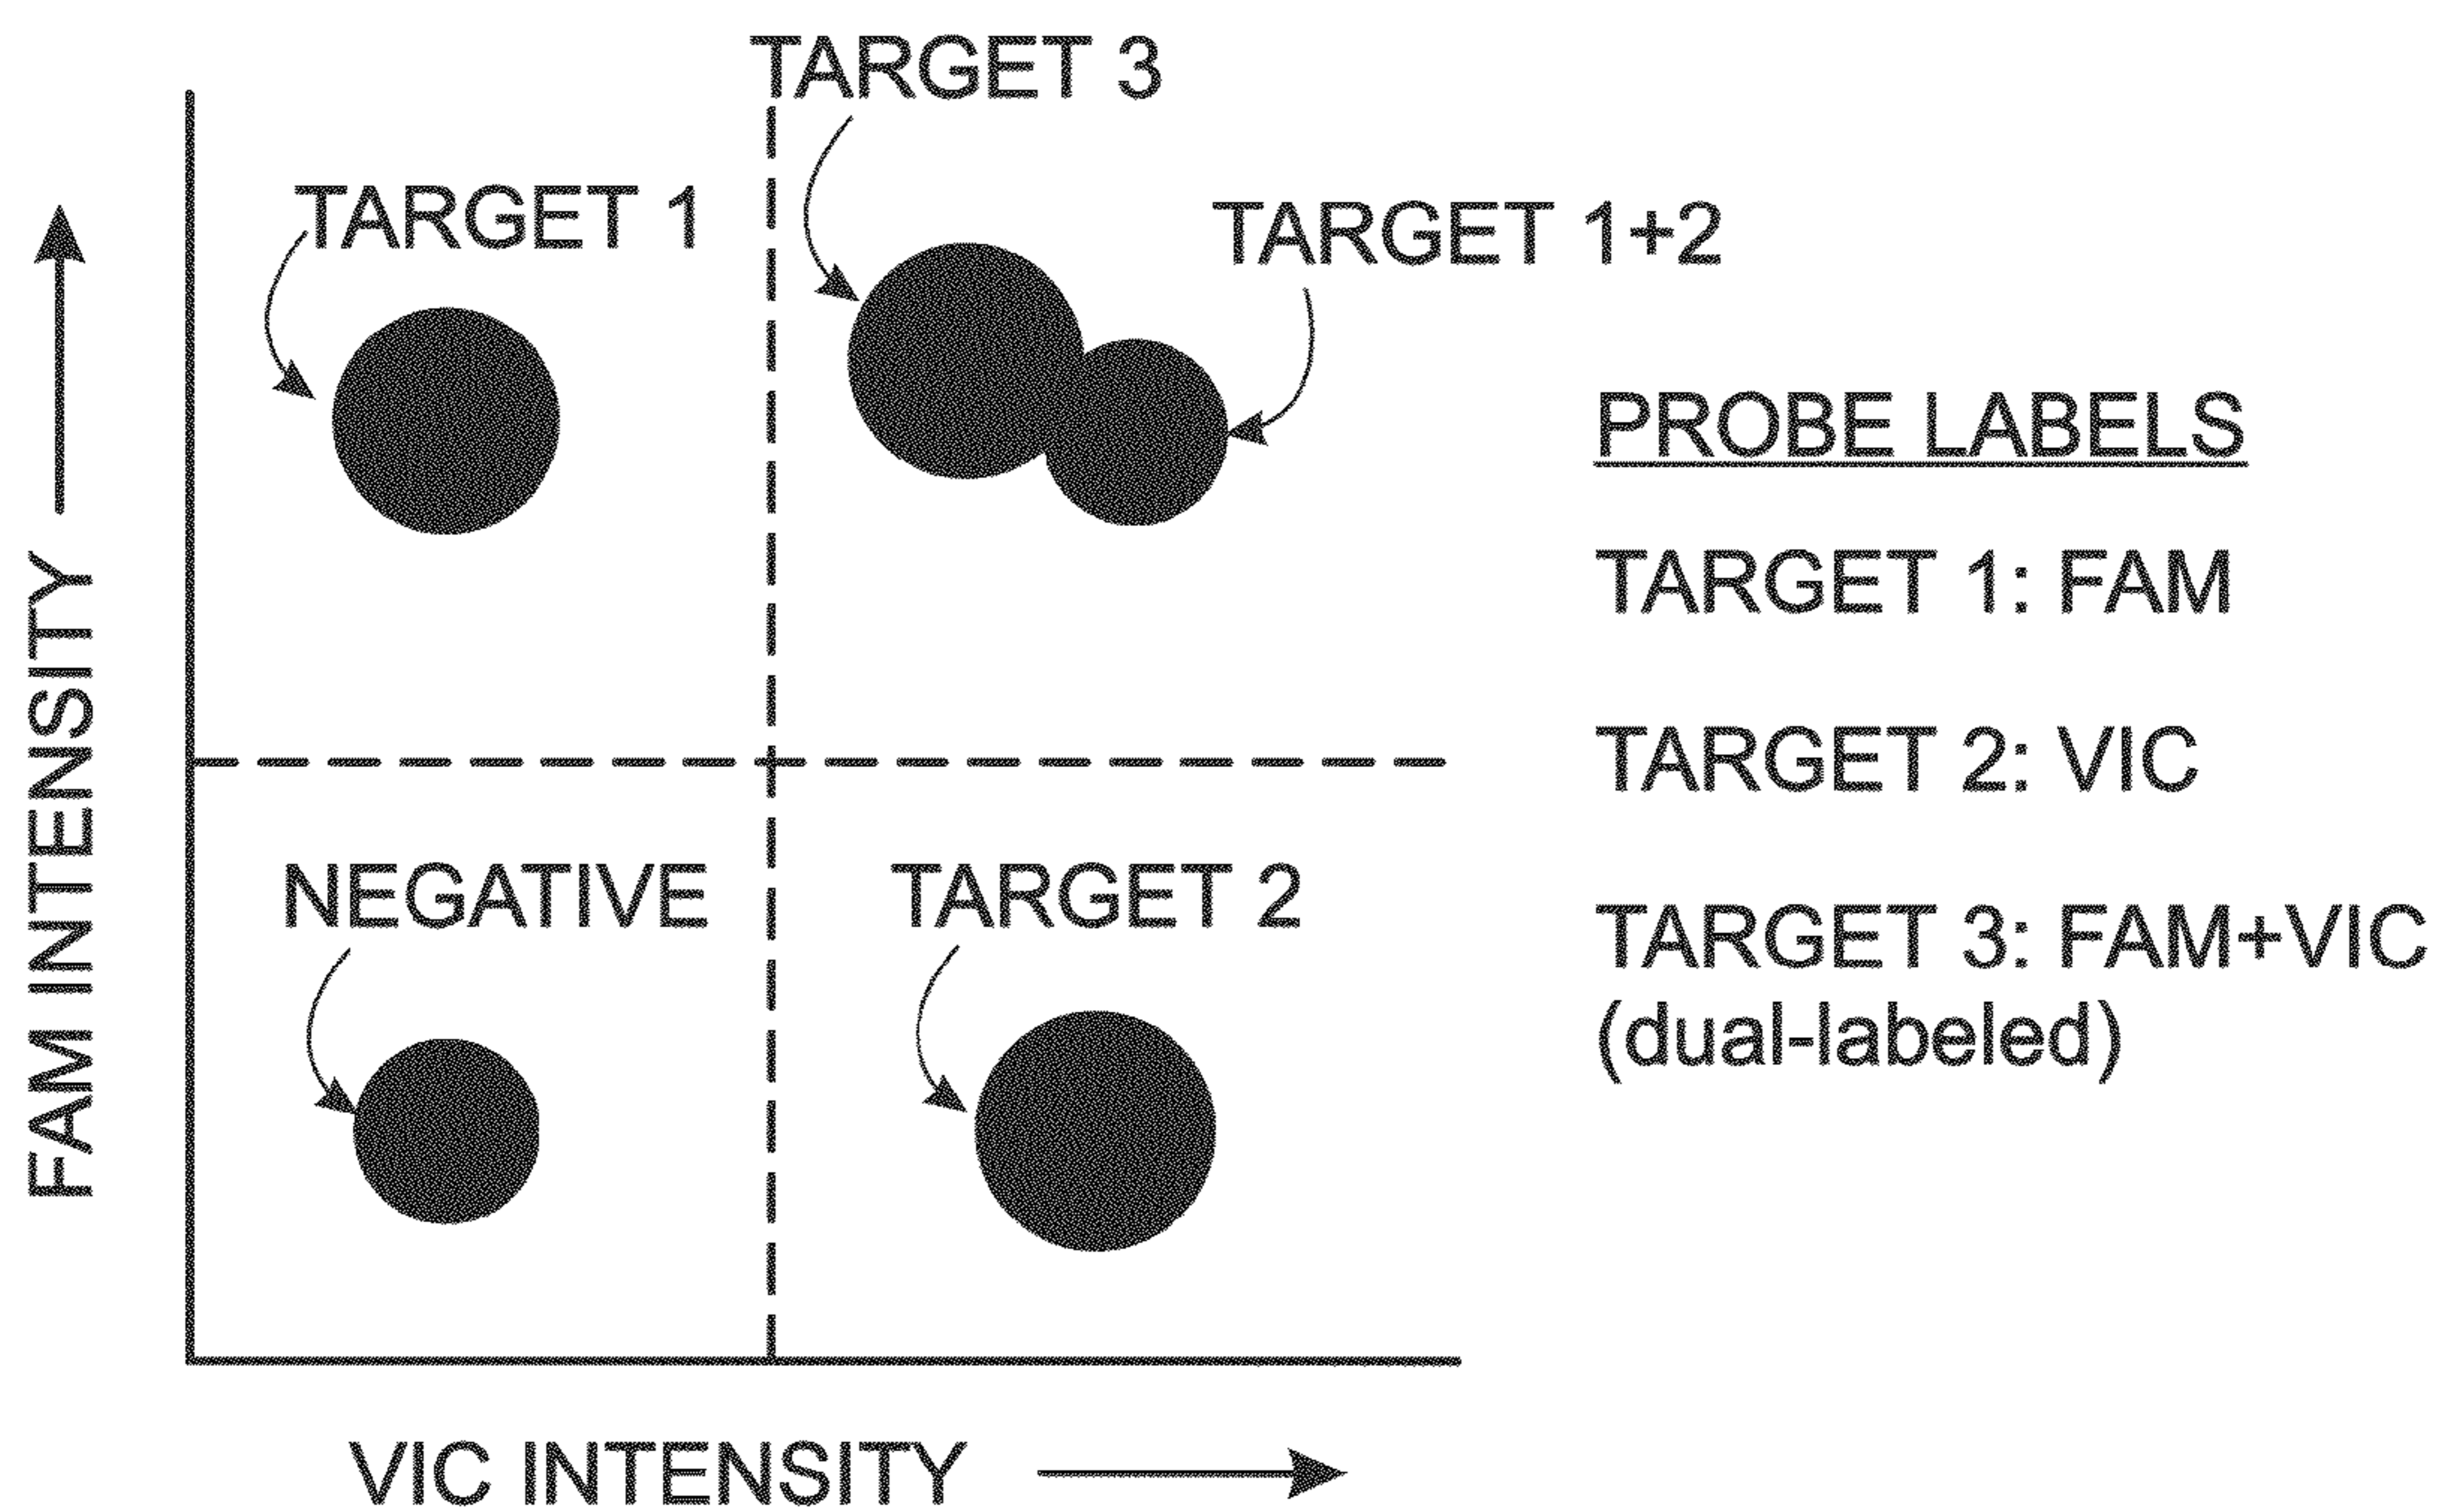 TARGET 3
TARGET 1
TARGET 1+2
FAM INTENSITY
NEGATIVE
TARGET 2
VIC INTENSITY
PROBE LABELS
TARGET 1: FAM
TARGET 2: VIC
TARGET 3: FAM+VIC
(dual-labeled)